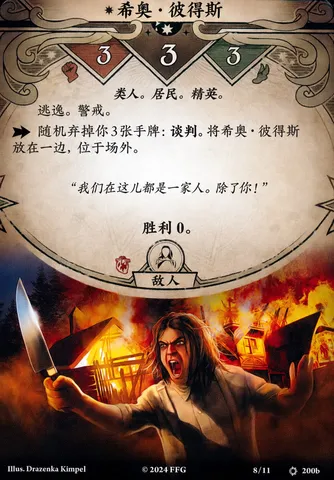 希奥·彼得斯
3 3 3
类人。居民。精英。
逃逸。警戒。
随机弃掉你3张手牌：谈判。将希奥·彼得斯
放在一边，位于场外。
“我们在这儿都是一家人。除了你！”
胜利 0。
敌人
Illus. Drazenka Kimpel © 2024 FFG 8/11 200b